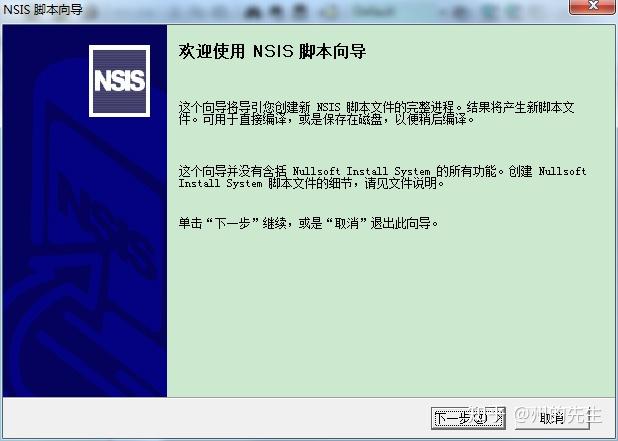 NSIS 脚本向导
NSIS
欢迎使用 NSIS 脚本向导
这个向导将导引您创建新 NSIS 脚本文件的完整进程。结果将产生新脚本文
件。可用于直接编译，或是保存在磁盘，以便稍后编译。
这个向导并没有含括 Nullsoft Install System 的所有功能。创建 Nullsoft
Install System 脚本文件的细节，请见文件说明。
单击“下一步”继续，或是“取消”退出此向导。
下一步(N) >
取消
知乎 @州的先生